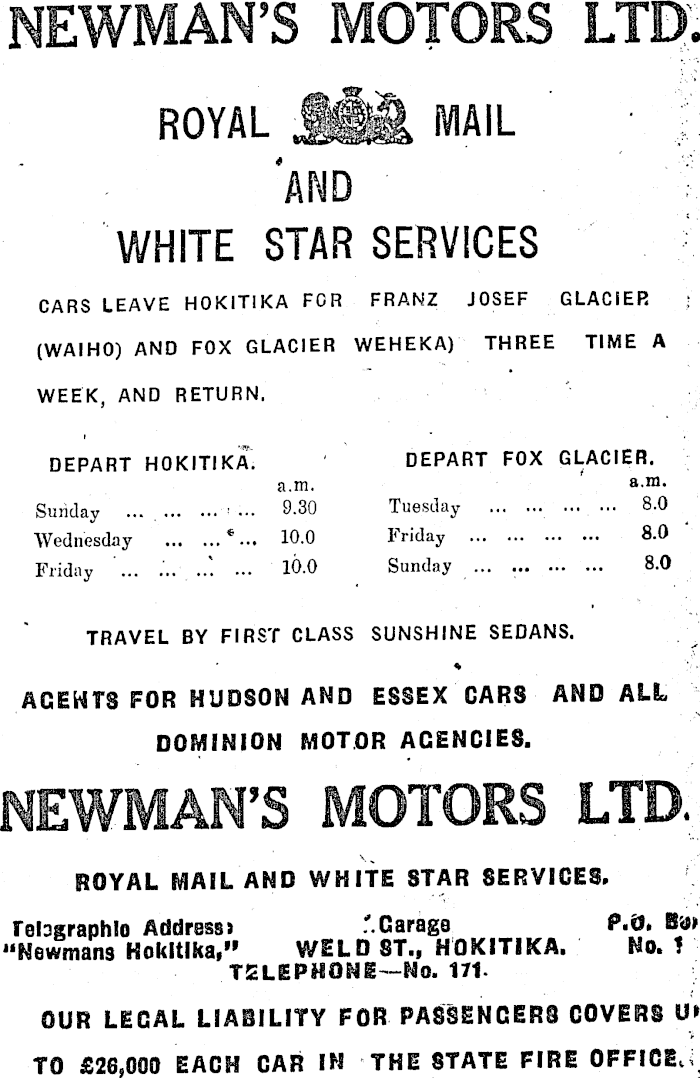 NEWMAN'S MOTORS LTD.
ROYAL MAIL
AND
WHITE STAR SERVICES
CARS LEAVE HOKITIKA FOR FRANZ JOSEF GLACIER
(WAIHO) AND FOX GLACIER WEHEKA) THREE TIME A
WEEK, AND RETURN.
DEPART HOKITIKA.
a.m.
Sunday ... ... ... ... 9.30
Wednesday ... ... ... 10.0
Friday ... ... ... ... 10.0
DEPART FOX GLACIER.
a.m.
Tuesday ... ... ... ... 8.0
Friday ... ... ... ... 8.0
Sunday ... ... ... ... 8.0
TRAVEL BY FIRST CLASS SUNSHINE SEDANS.
AGENTS FOR HUDSON AND ESSEX CARS AND ALL
DOMINION MOTOR AGENCIES.
NEWMAN'S MOTORS LTD.
ROYAL MAIL AND WHITE STAR SERVICES.
Telegraphic Address: Garage P.O.
"Newmans Hokitika," WELD ST., HOKITIKA. No.
TELEPHONE—No. 171.
OUR LEGAL LIABILITY FOR PASSENGERS COVERS
TO £26,000 EACH CAR IN THE STATE FIRE OFFICE.